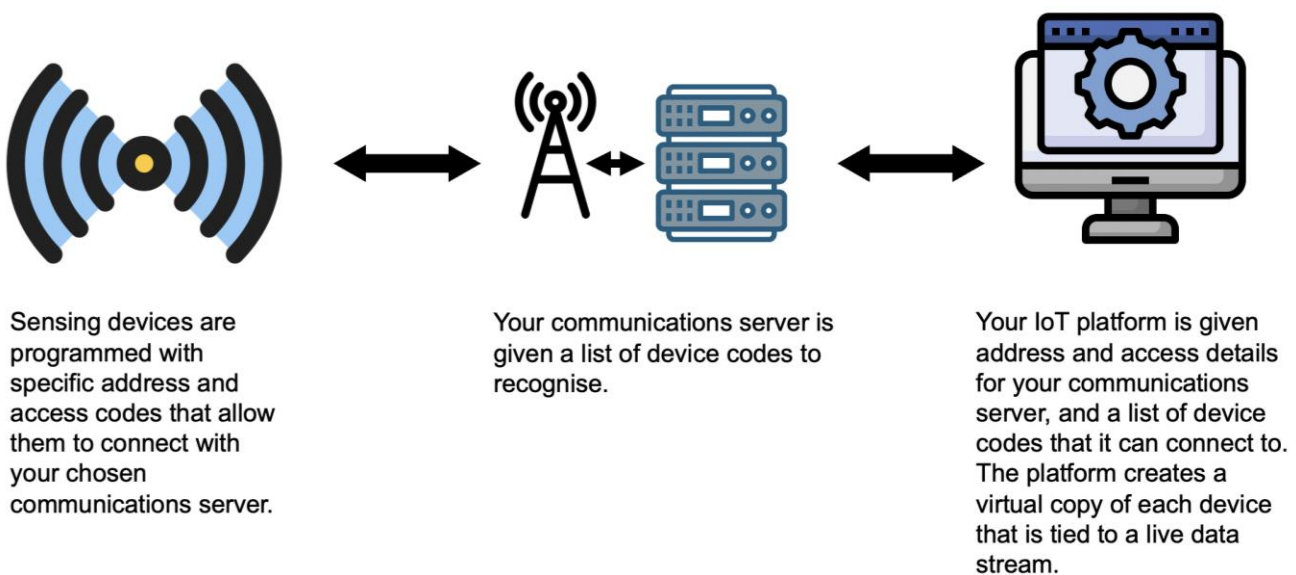 Sensing devices are
programmed with
specific address and
access codes that allow
them to connect with
your chosen
communications server.
Your communications server is
given a list of device codes to
recognise.
Your IoT platform is given
address and access details
for your communications
server, and a list of device
codes that it can connect to.
The platform creates a
virtual copy of each device
that is tied to a live data
stream.